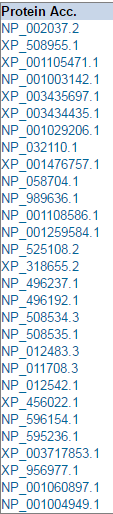 Protein Acc.
NP_002037.2
XP_508955.1
XP_001105471.1
NP_001003142.1
XP_003435697.1
XP_003434435.1
NP_001029206.1
NP_032110.1
XP_001476757.1
NP_058704.1
NP_989636.1
NP_001108586.1
NP_001259584.1
NP_525108.2
XP_318655.2
NP_496237.1
NP_496192.1
NP_508534.3
NP_508535.1
NP_012483.3
NP_011708.3
NP_012542.1
XP_456022.1
NP_596154.1
NP_595236.1
XP_003717853.1
XP_956977.1
NP_001060897.1
NP_001004949.1